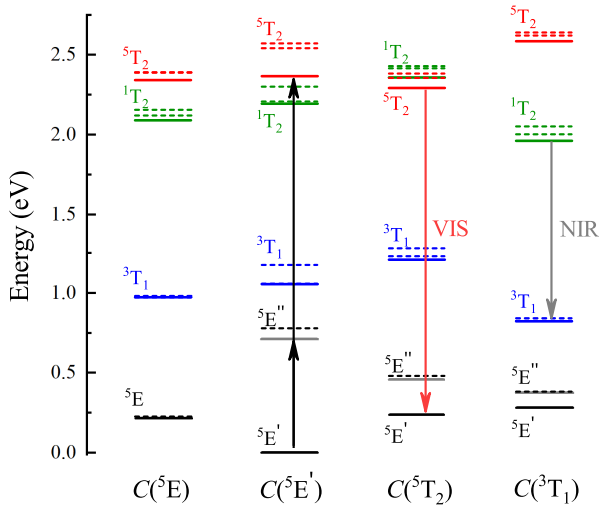 Energy (eV)
2.5
2.0
1.5
1.0
0.5
0.0
⁵T₂
¹T₂
³T₁
⁵E
C(⁵E)
⁵T₂
¹T₂
³T₁
⁵E"
⁵E'
C(⁵E')
¹T₂
⁵T₂
³T₁
⁵E"
⁵E'
VIS
C(⁵T₂)
⁵T₂
¹T₂
NIR
³T₁
⁵E"
⁵E'
C(³T₁)